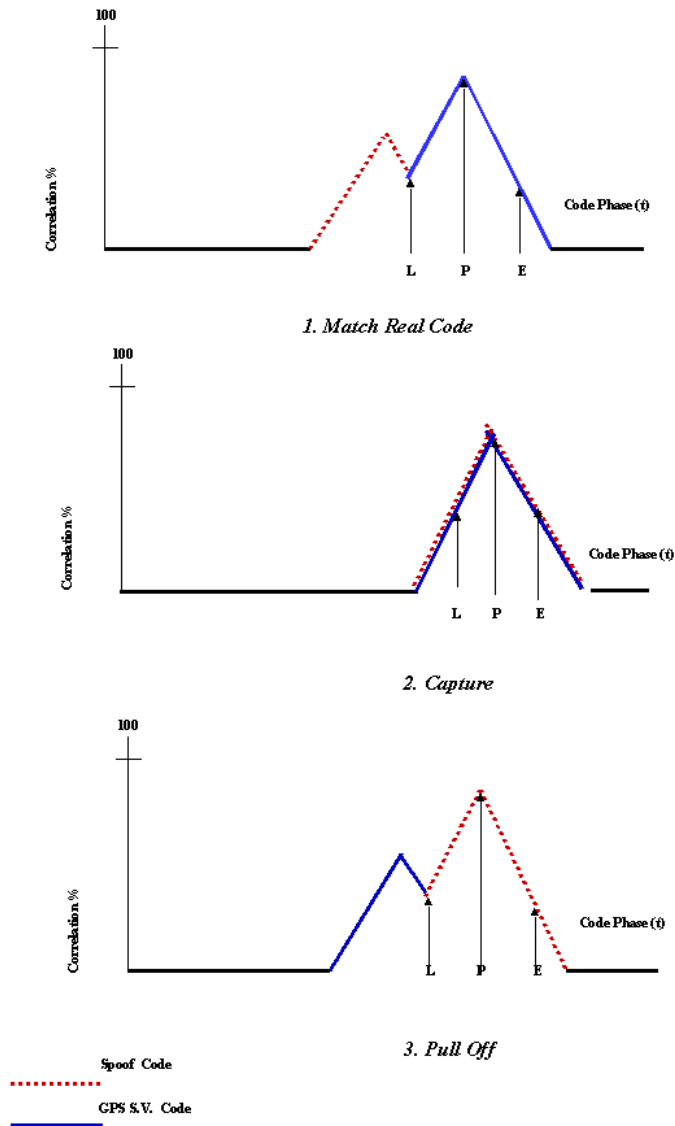 100
Correlation %
Code Phase (t)
L P E
1. Match Real Code
100
Correlation %
Code Phase (t)
L P E
2. Capture
100
Correlation %
Code Phase (t)
L P E
3. Pull Off
Spoof Code
GPS S.V. Code